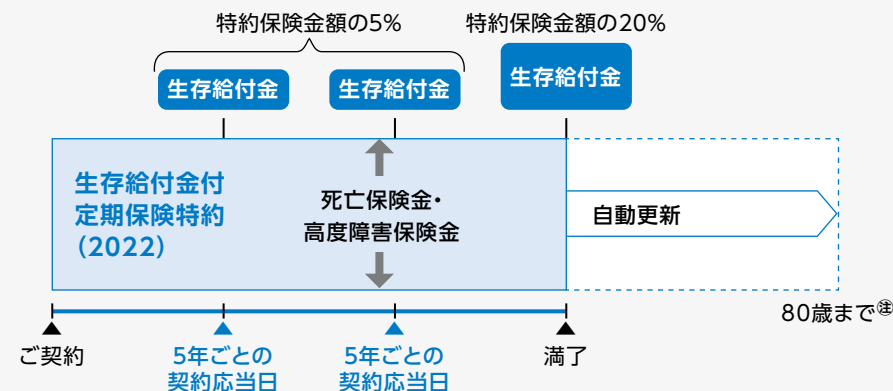 特約保険金額の5%
特約保険金額の20%
生存給付金
生存給付金
生存給付金
生存給付金付
定期保険特約
(2022)
死亡保険金・
高度障害保険金
自動更新
80歳まで㊟
ご契約
5年ごとの
契約応当日
5年ごとの
契約応当日
満了